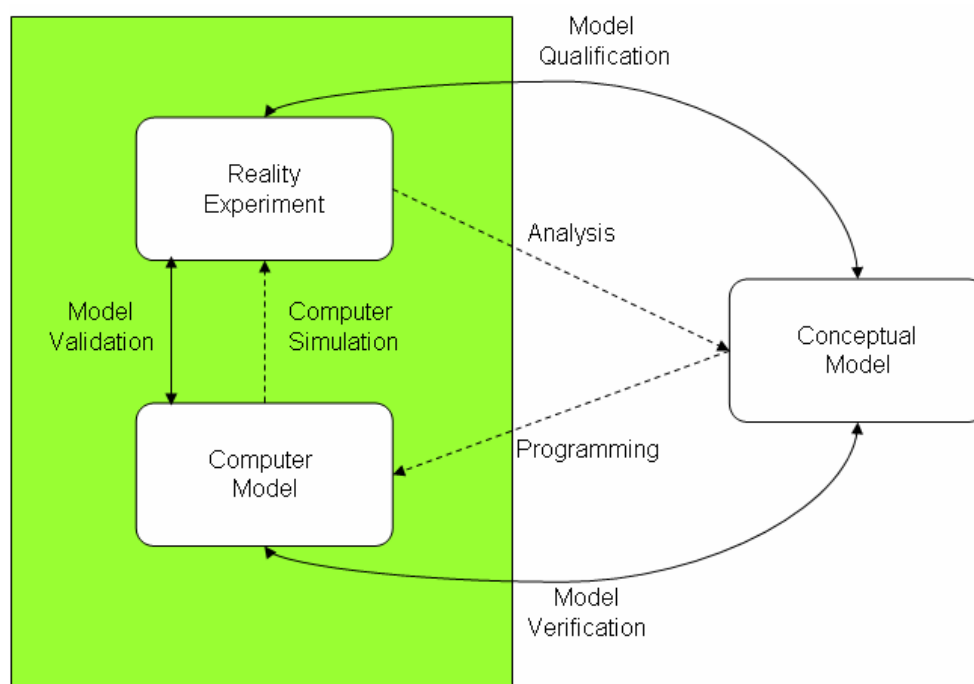 Model
Qualification
Reality
Experiment
Analysis
Model
Validation
Computer
Simulation
Conceptual
Model
Programming
Computer
Model
Model
Verification